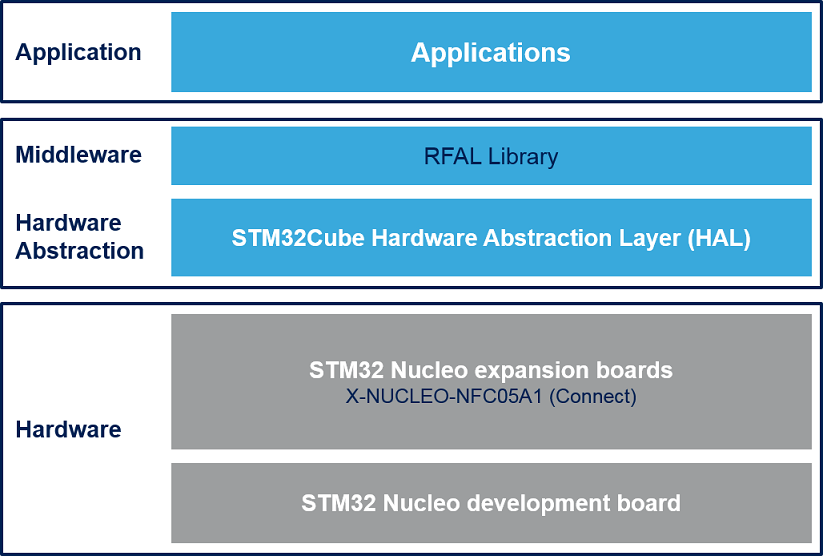 Application
Applications
Middleware
RFAL Library
Hardware
Abstraction
STM32Cube Hardware Abstraction Layer (HAL)
Hardware
STM32 Nucleo expansion boards
X-NUCLEO-NFC05A1 (Connect)
STM32 Nucleo development board